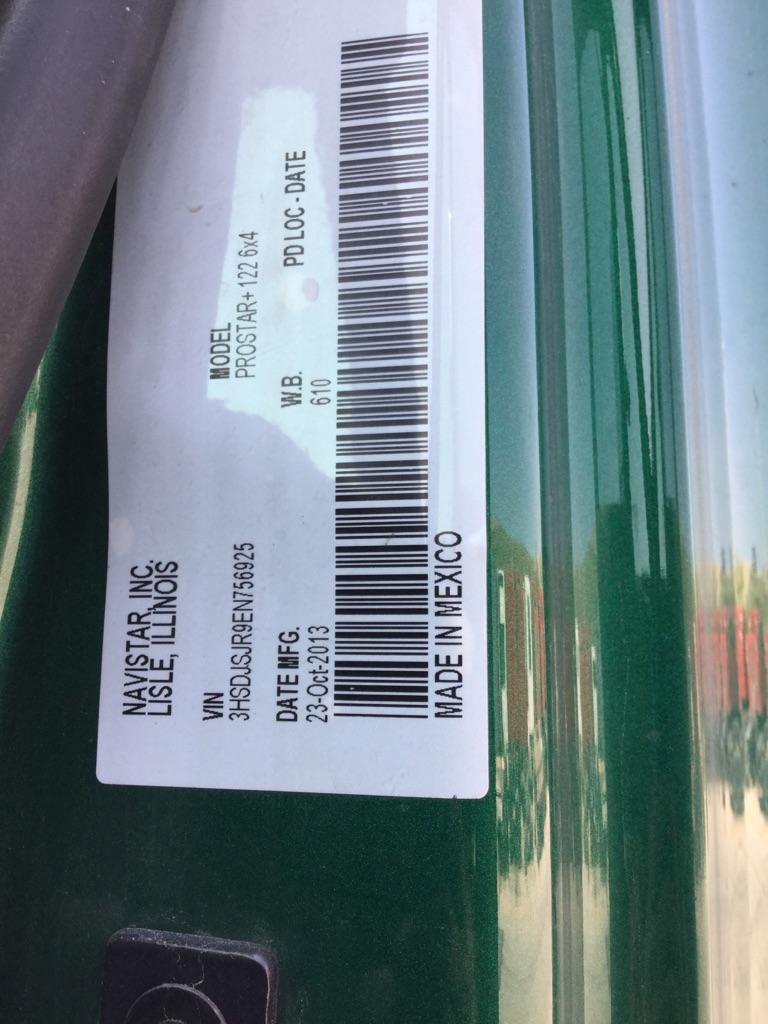 NAVISTAR, INC.
LISLE, ILLINOIS
VIN
3HSDJSJR9EN756925
MODEL
PROSTAR+ 122 6x4
DATE MFG.
23-Oct-2013
W.B.
610
PD LOC - DATE
MADE IN MEXICO